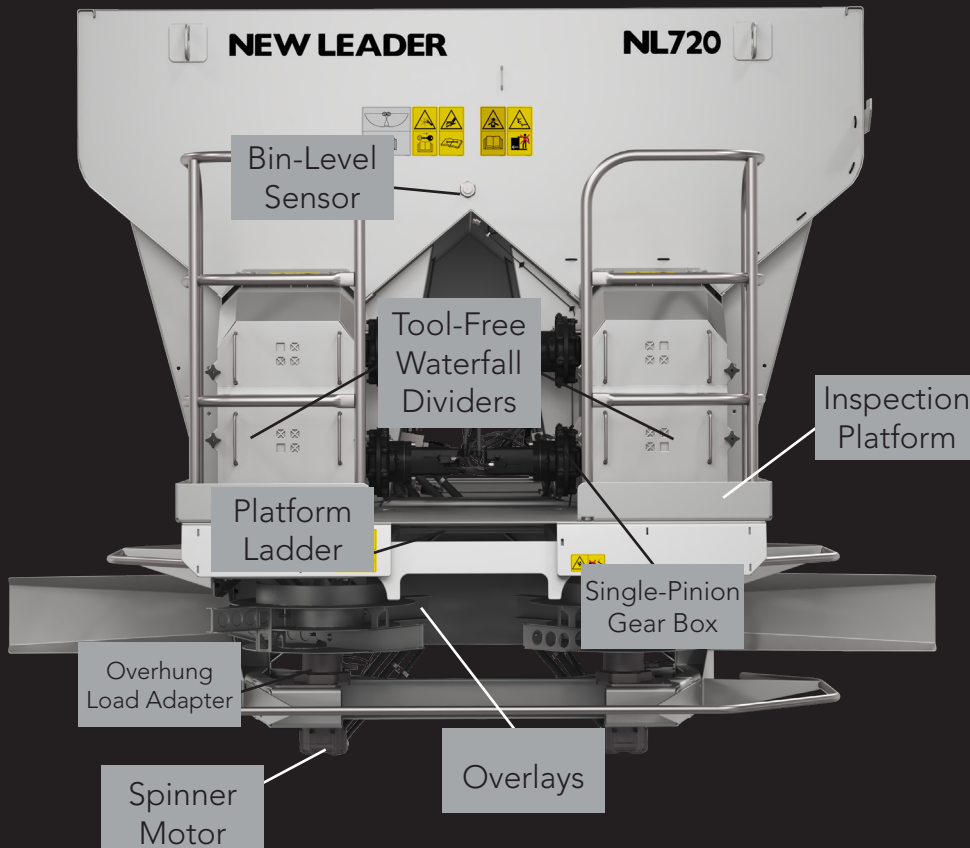 NEW LEADER
NL720
Bin-Level
Sensor
Tool-Free
Waterfall
Dividers
Inspection
Platform
Platform
Ladder
Single-Pinion
Gear Box
Overhung
Load Adapter
Overlays
Spinner
Motor